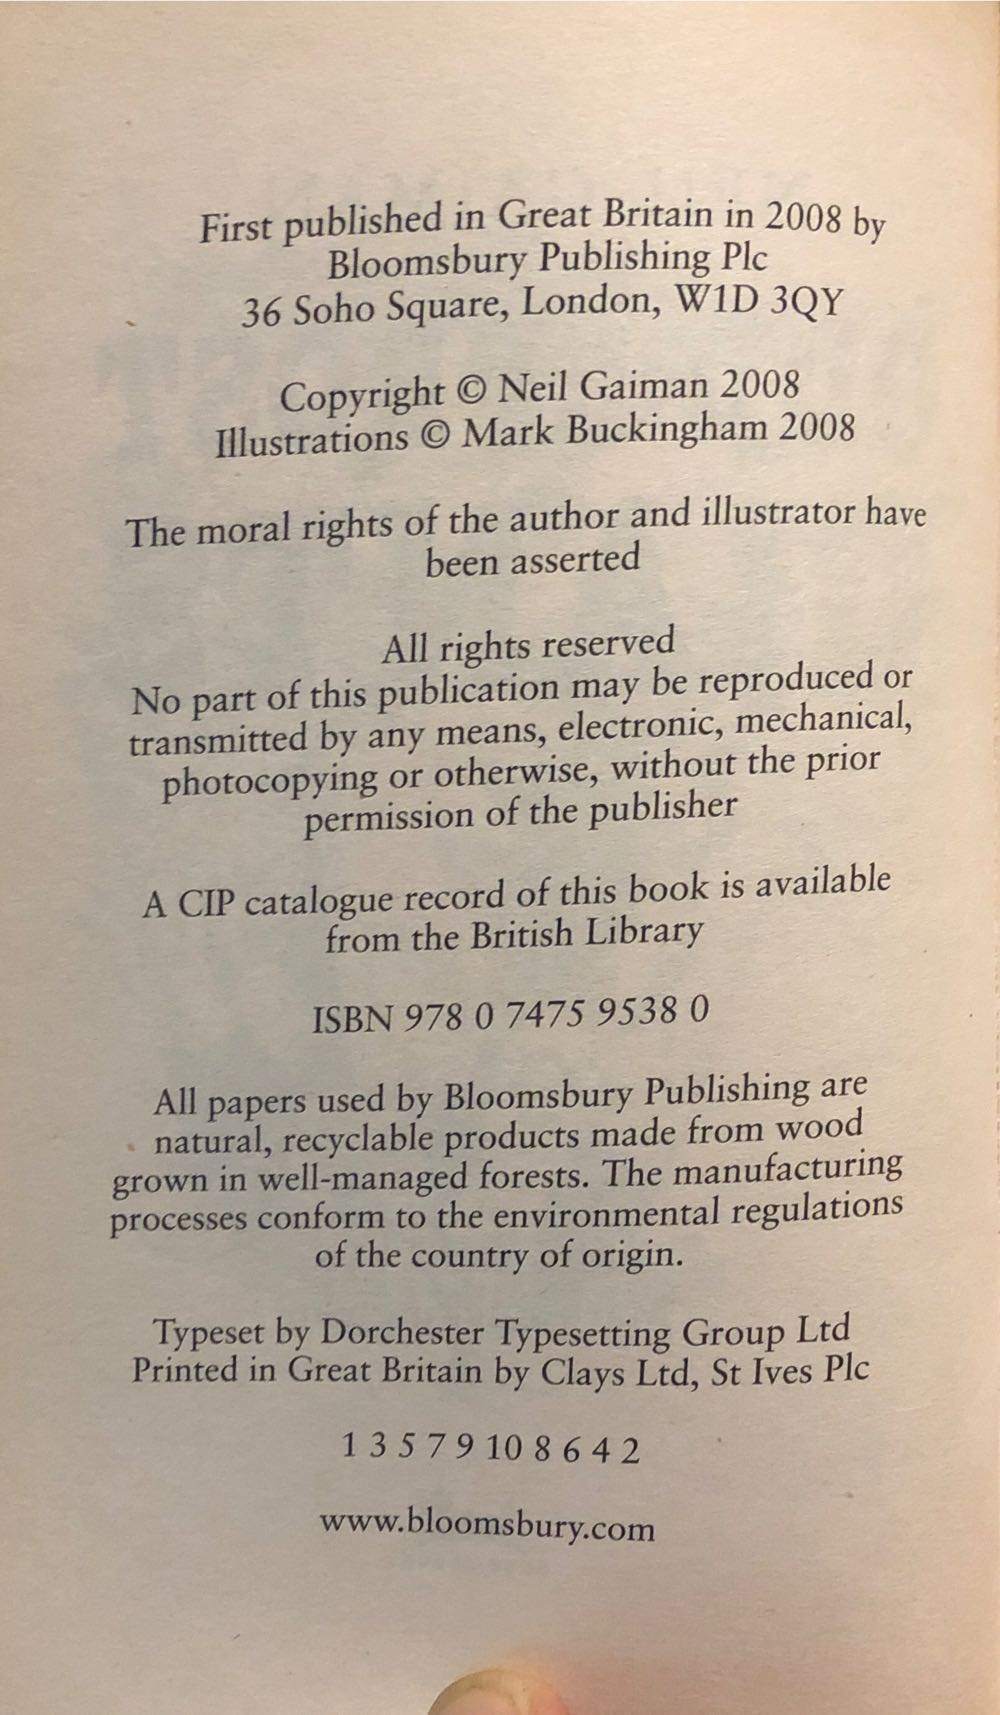 First published in Great Britain in 2008 by
Bloomsbury Publishing Plc
36 Soho Square, London, W1D 3QY
Copyright © Neil Gaiman 2008
Illustrations © Mark Buckingham 2008
The moral rights of the author and illustrator have
been asserted
All rights reserved
No part of this publication may be reproduced or
transmitted by any means, electronic, mechanical,
photocopying or otherwise, without the prior
permission of the publisher
A CIP catalogue record of this book is available
from the British Library
ISBN 978 0 7475 9538 0
All papers used by Bloomsbury Publishing are
natural, recyclable products made from wood
grown in well-managed forests. The manufacturing
processes conform to the environmental regulations
of the country of origin.
Typeset by Dorchester Typesetting Group Ltd
Printed in Great Britain by Clays Ltd, St Ives Plc
1 3 5 7 9 10 8 6 4 2
www.bloomsbury.com